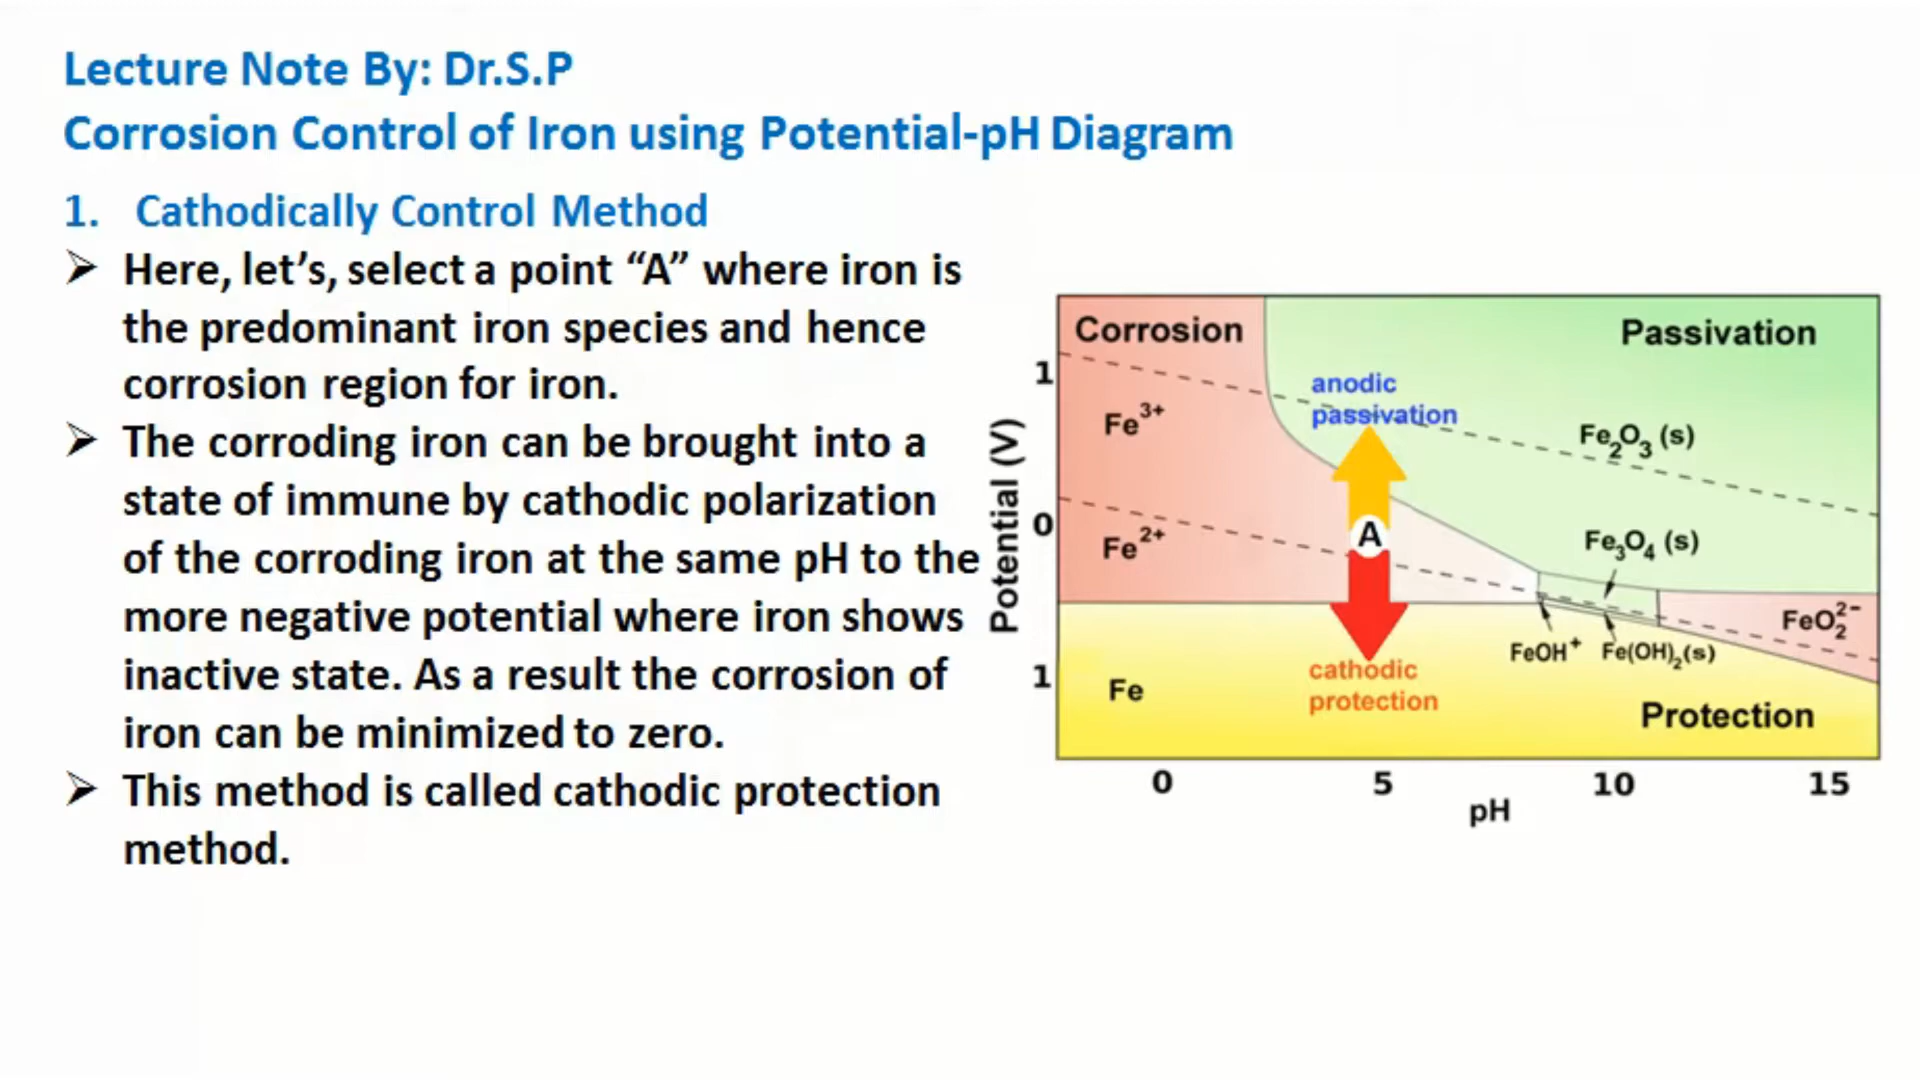 Lecture Note By: Dr.S.P
Corrosion Control of Iron using Potential-pH Diagram
1. Cathodically Control Method
➢ Here, let’s, select a point “A” where iron is
the predominant iron species and hence
corrosion region for iron.
➢ The corroding iron can be brought into a
state of immune by cathodic polarization
of the corroding iron at the same pH to the
more negative potential where iron shows
inactive state. As a result the corrosion of
iron can be minimized to zero.
➢ This method is called cathodic protection
method.
Corrosion
Passivation
1
anodic
passivation
Fe³⁺
Fe₂O₃ (s)
Potential (V)
0
A
Fe²⁺
Fe₃O₄ (s)
FeO₂²⁻
FeOH⁺
Fe(OH)₂(s)
1
cathodic
protection
Fe
Protection
0 5 10 15
pH